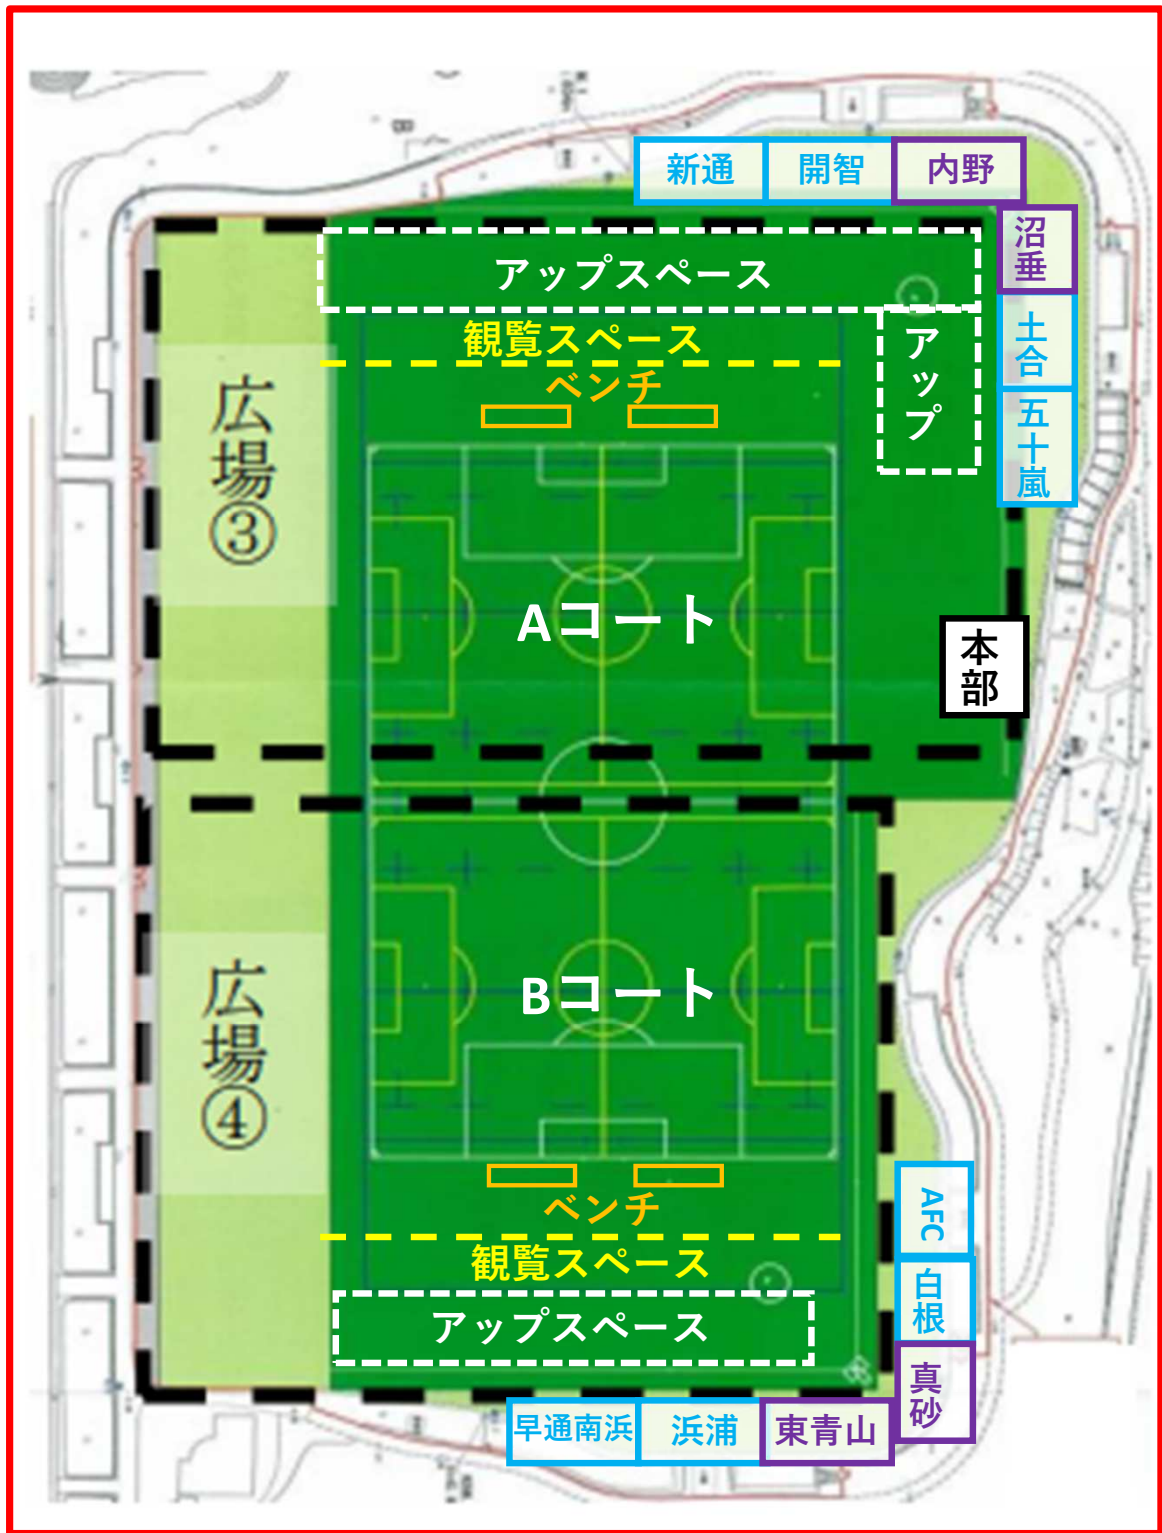 新通
開智
内野
沼垂
土合
五十嵐
アップスペース
観覧スペース
ベンチ
アップ
広場③
Aコート
本部
広場④
Bコート
ベンチ
観覧スペース
アップスペース
AFC
白根
真砂
早通南浜
浜浦
東青山